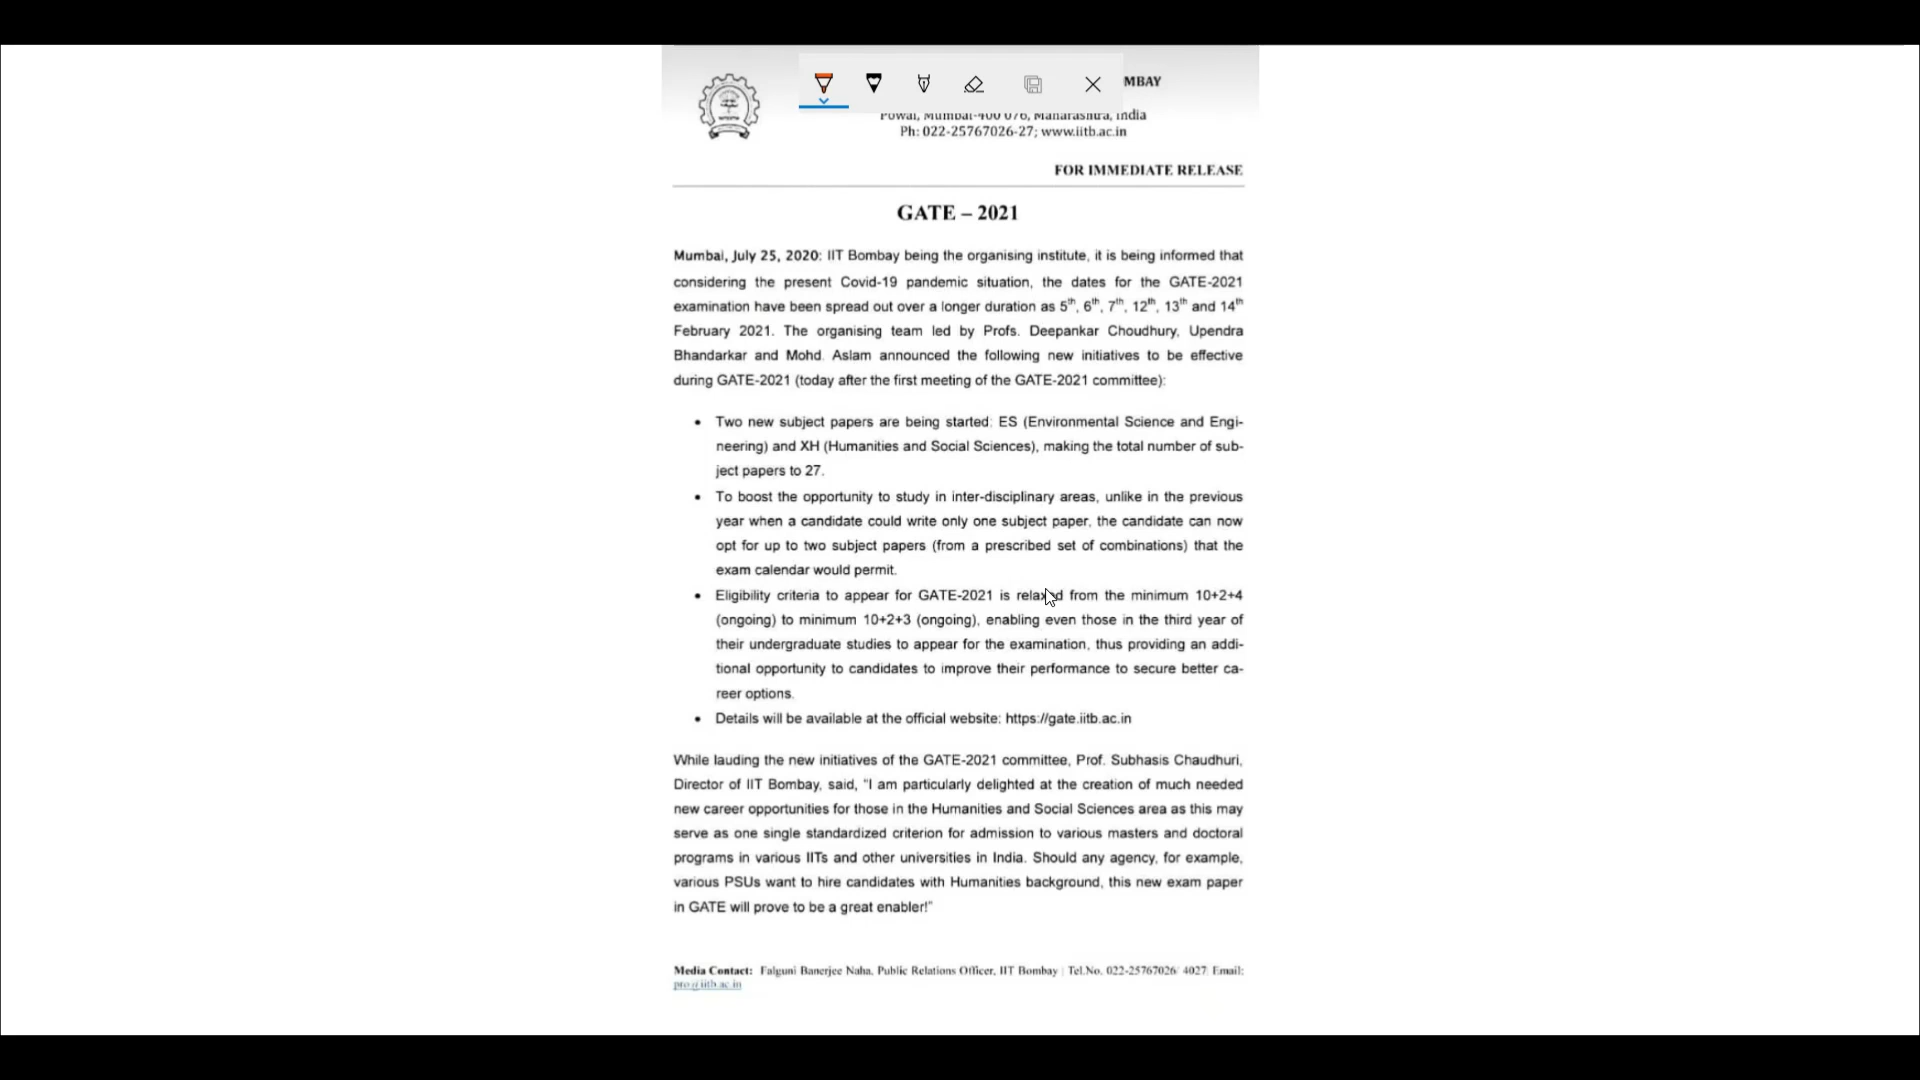 MBAY
Powai, Mumbai-400 076, Maharashtra, India
Ph: 022-25767026-27; www.iitb.ac.in
FOR IMMEDIATE RELEASE
GATE – 2021
Mumbai, July 25, 2020: IIT Bombay being the organising institute, it is being informed that
considering the present Covid-19 pandemic situation, the dates for the GATE-2021
examination have been spread out over a longer duration as 5th, 6th, 7th, 12th, 13th and 14th
February 2021. The organising team led by Profs. Deepankar Choudhury, Upendra
Bhandarkar and Mohd. Aslam announced the following new initiatives to be effective
during GATE-2021 (today after the first meeting of the GATE-2021 committee):
• Two new subject papers are being started: ES (Environmental Science and Engi-
neering) and XH (Humanities and Social Sciences), making the total number of sub-
ject papers to 27.
• To boost the opportunity to study in inter-disciplinary areas, unlike in the previous
year when a candidate could write only one subject paper, the candidate can now
opt for up to two subject papers (from a prescribed set of combinations) that the
exam calendar would permit.
• Eligibility criteria to appear for GATE-2021 is relaxed from the minimum 10+2+4
(ongoing) to minimum 10+2+3 (ongoing), enabling even those in the third year of
their undergraduate studies to appear for the examination, thus providing an addi-
tional opportunity to candidates to improve their performance to secure better ca-
reer options.
• Details will be available at the official website: https://gate.iitb.ac.in
While lauding the new initiatives of the GATE-2021 committee, Prof. Subhasis Chaudhuri,
Director of IIT Bombay, said, “I am particularly delighted at the creation of much needed
new career opportunities for those in the Humanities and Social Sciences area as this may
serve as one single standardized criterion for admission to various masters and doctoral
programs in various IITs and other universities in India. Should any agency, for example,
various PSUs want to hire candidates with Humanities background, this new exam paper
in GATE will prove to be a great enabler!”
Media Contact: Falguni Banerjee Naha, Public Relations Officer, IIT Bombay | Tel.No. 022-25767026/ 4027| Email:
pro@iitb.ac.in